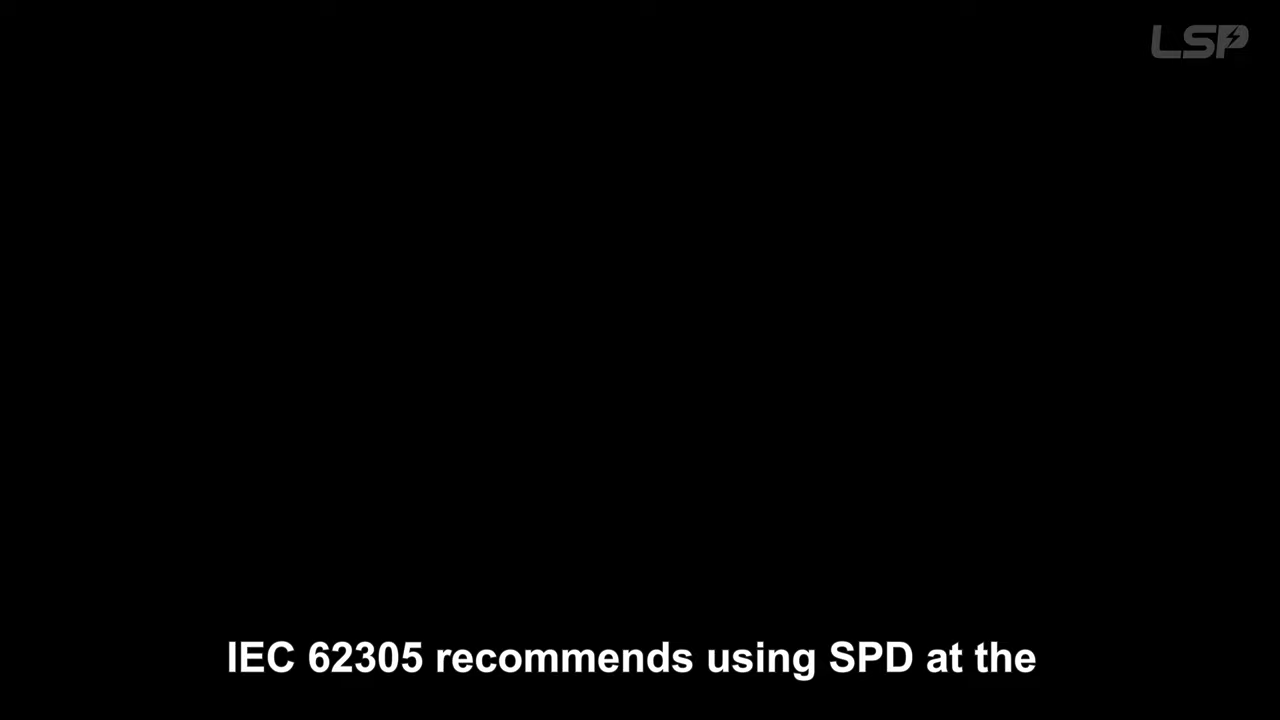 LSP
IEC 62305 recommends using SPD at the